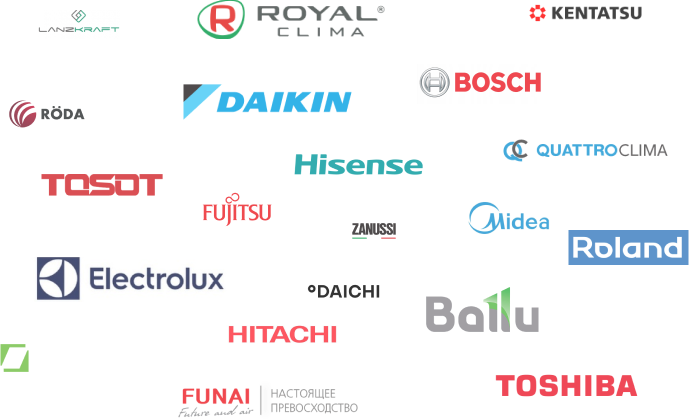 LANZKRAFT
ROYAL®
CLIMA
KENTATSU
BOSCH
DAIKIN
RÖDA
QUATTROCLIMA
Hisense
TOSOT
FUJITSU
Midea
ZANUSSI
Roland
Electrolux
DAICHI
Ballu
HITACHI
TOSHIBA
FUNAI
Future and air
НАСТОЯЩЕЕ
ПРЕВОСХОДСТВО